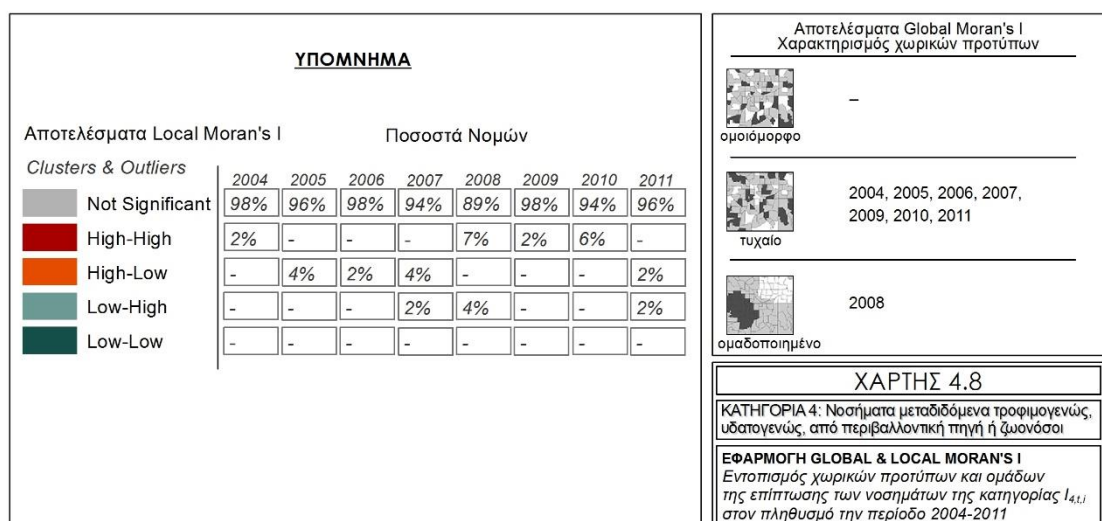 ΥΠΟΜΝΗΜΑ
Αποτελέσματα Local Moran's I Ποσοστά Νομών
Clusters & Outliers
2004 2005 2006 2007 2008 2009 2010 2011
Not Significant 98% 96% 98% 94% 89% 98% 94% 96%
High-High 2% - - - 7% 2% 6% -
High-Low - 4% 2% 4% - - - 2%
Low-High - - - 2% 4% - - 2%
Low-Low - - - - - - - -
Αποτελέσματα Global Moran's I
Χαρακτηρισμός χωρικών προτύπων
–
ομοιόμορφο
2004, 2005, 2006, 2007,
2009, 2010, 2011
τυχαίο
2008
ομαδοποιημένο
ΧΑΡΤΗΣ 4.8
ΚΑΤΗΓΟΡΙΑ 4: Νοσήματα μεταδιδόμενα τροφιμογενώς,
υδατογενώς, από περιβαλλοντική πηγή ή ζωονόσοι
ΕΦΑΡΜΟΓΗ GLOBAL & LOCAL MORAN'S I
Εντοπισμός χωρικών προτύπων και ομάδων
της επίπτωσης των νοσημάτων της κατηγορίας I4,t,i
στον πληθυσμό την περίοδο 2004-2011